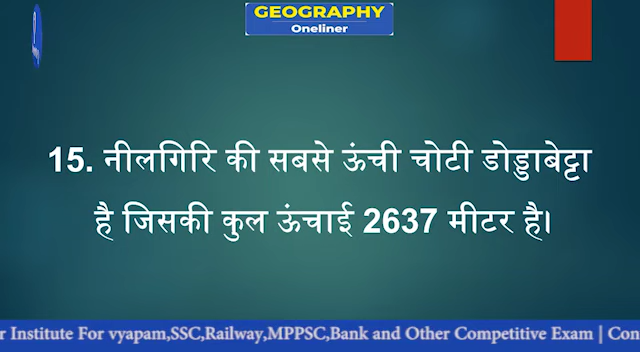 GEOGRAPHY
Oneliner
15. नीलगिरि की सबसे ऊंची चोटी डोड्डाबेट्टा
है जिसकी कुल ऊंचाई 2637 मीटर है।
r Institute For vyapam,SSC,Railway,MPPSC,Bank and Other Competitive Exam | Con